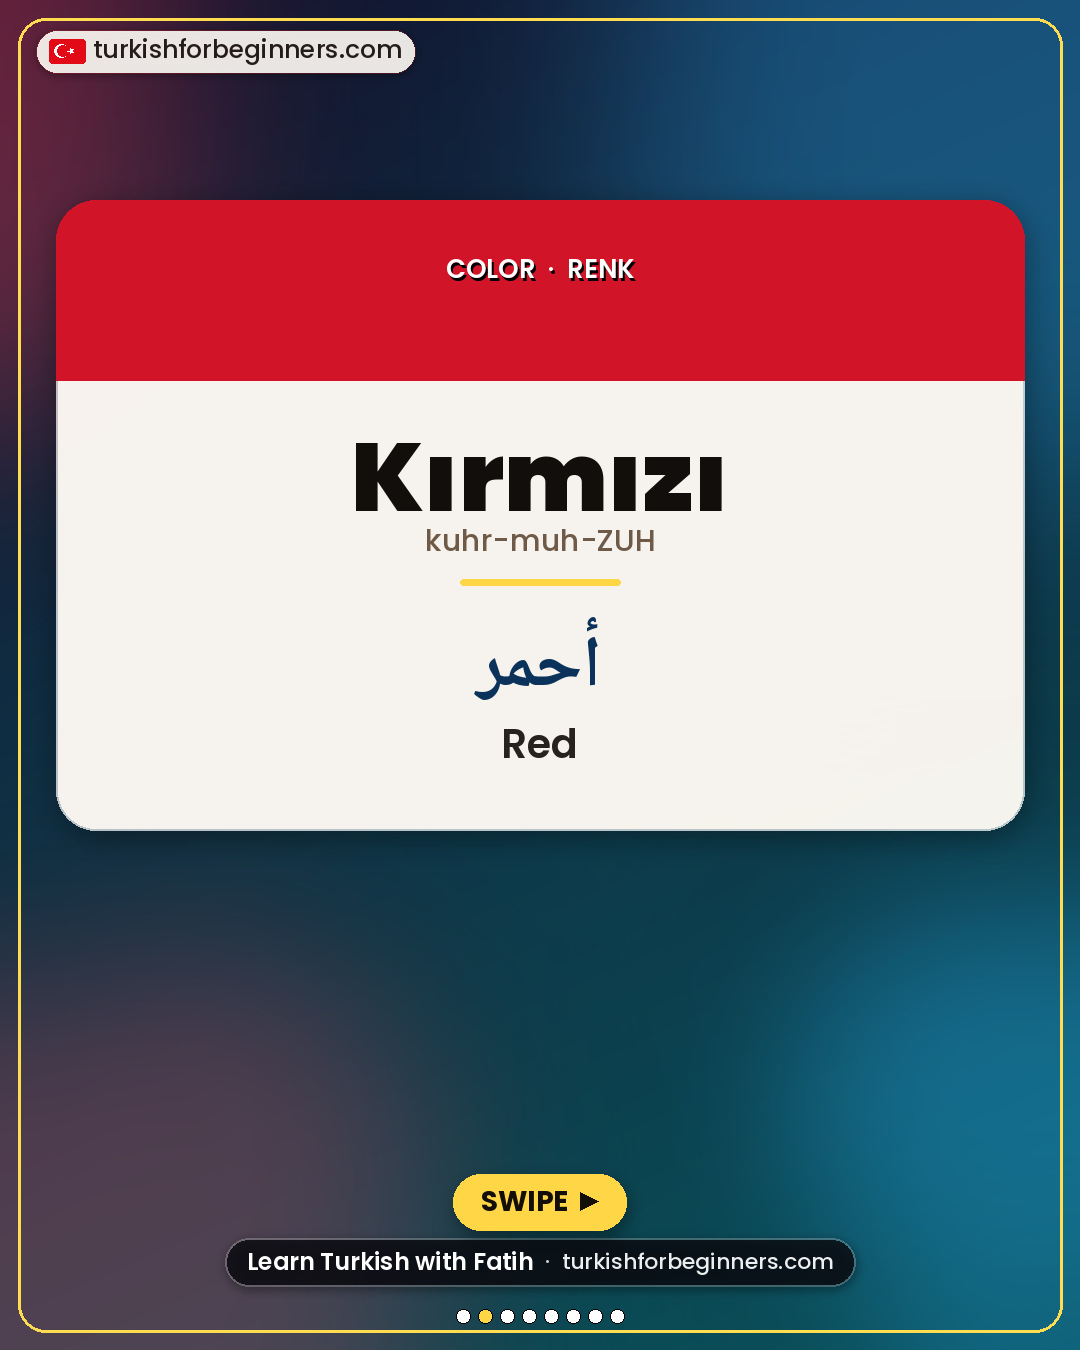 turkishforbeginners.com
COLOR · RENK
Kırmızı
kuhr-muh-ZUH
أحمر
Red
SWIPE ▶
Learn Turkish with Fatih · turkishforbeginners.com